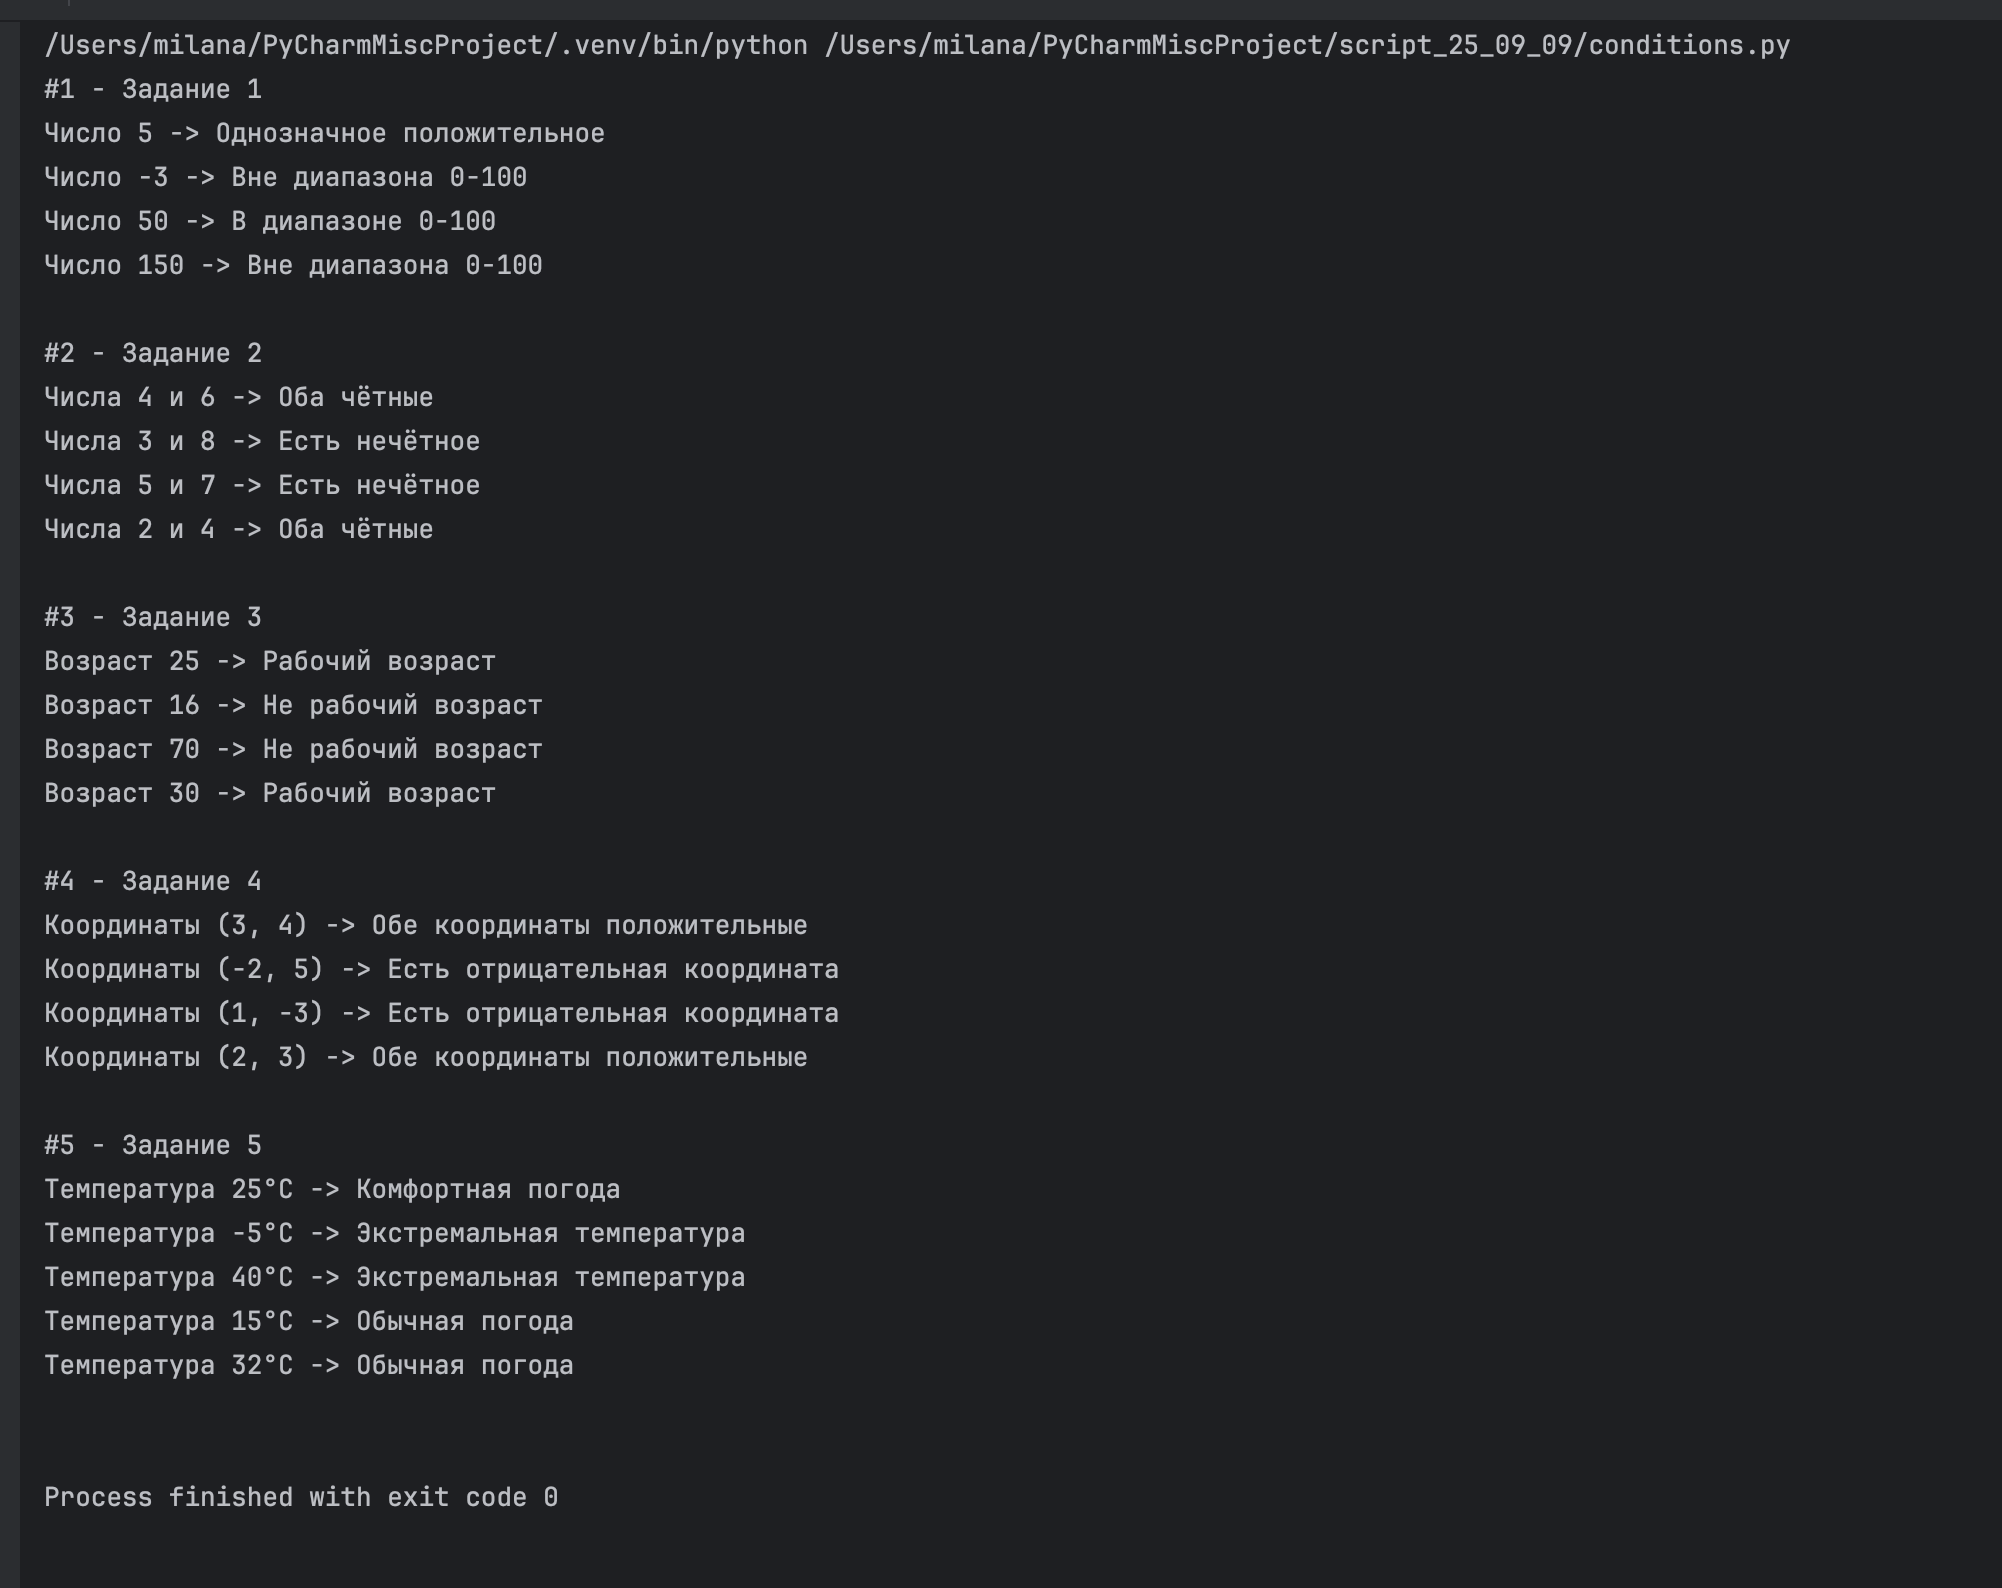 /Users/milana/PyCharmMiscProject/.venv/bin/python /Users/milana/PyCharmMiscProject/script_25_09_09/conditions.py
#1 - Задание 1
Число 5 -> Однозначное положительное
Число -3 -> Вне диапазона 0-100
Число 50 -> В диапазоне 0-100
Число 150 -> Вне диапазона 0-100
#2 - Задание 2
Числа 4 и 6 -> Оба чётные
Числа 3 и 8 -> Есть нечётное
Числа 5 и 7 -> Есть нечётное
Числа 2 и 4 -> Оба чётные
#3 - Задание 3
Возраст 25 -> Рабочий возраст
Возраст 16 -> Не рабочий возраст
Возраст 70 -> Не рабочий возраст
Возраст 30 -> Рабочий возраст
#4 - Задание 4
Координаты (3, 4) -> Обе координаты положительные
Координаты (-2, 5) -> Есть отрицательная координата
Координаты (1, -3) -> Есть отрицательная координата
Координаты (2, 3) -> Обе координаты положительные
#5 - Задание 5
Температура 25°C -> Комфортная погода
Температура -5°C -> Экстремальная температура
Температура 40°C -> Экстремальная температура
Температура 15°C -> Обычная погода
Температура 32°C -> Обычная погода
Process finished with exit code 0